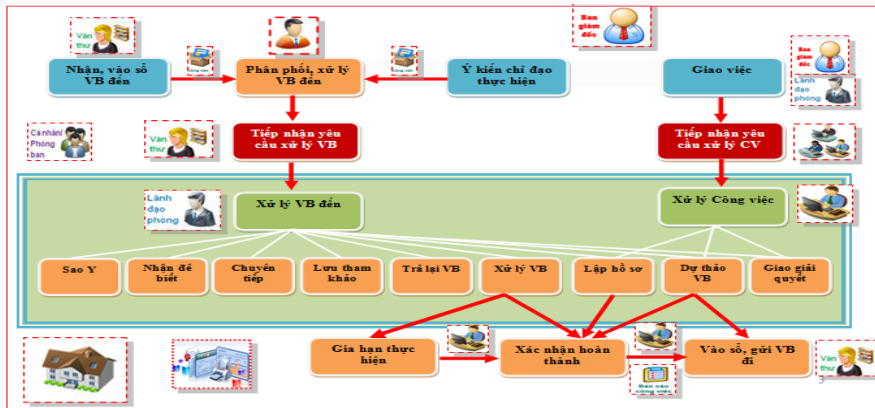 Văn
thư
Ban
giám
đốc
Ban
giám
đốc
Nhận, vào sổ
VB đến
Phân phối, xử lý
VB đến
Ý kiến chỉ đạo
thực hiện
Giao việc
Lãnh
đạo
phòng
Cá nhân/
Phòng
ban
Văn
thư
Tiếp nhận yêu
cầu xử lý VB
Tiếp nhận yêu
cầu xử lý CV
Lãnh
đạo
phòng
Xử lý VB đến
Xử lý Công việc
Sao Y
Nhận để
biết
Chuyển
tiếp
Lưu tham
khảo
Trả lại VB
Xử lý VB
Lập hồ sơ
Dự thảo
VB
Giao giải
quyết
Gia hạn thực
hiện
Xác nhận hoàn
thành
Vào sổ, gửi VB
đi
Báo cáo
công việc
Văn
thư
3